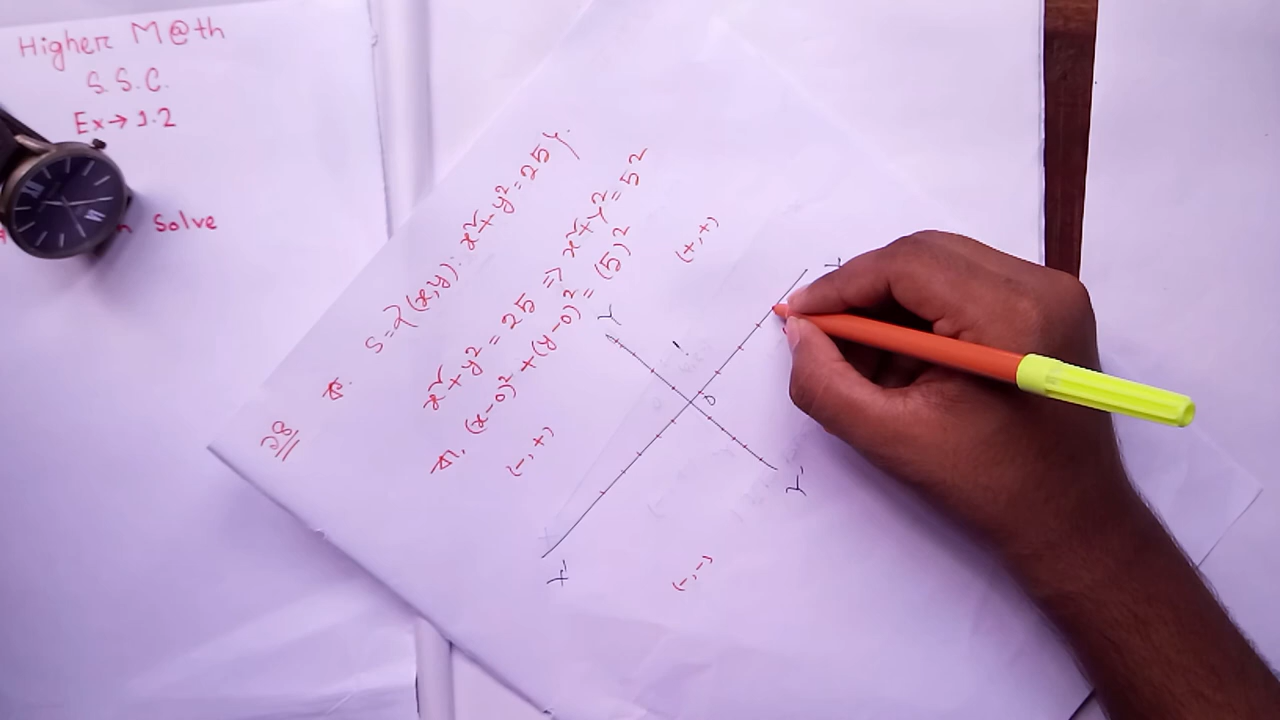 Higher M@th
S.S.C.
Ex→1.2
Solve
28
S = {(x,y): x² + y² = 25}
বা, x² + y² = 25 ⇒ x² + y² = 5²
বা, (x-0)² + (y-0)² = (5)²
(+,+)
(-,+)
Y
X
O
X'
Y'
(-,-)